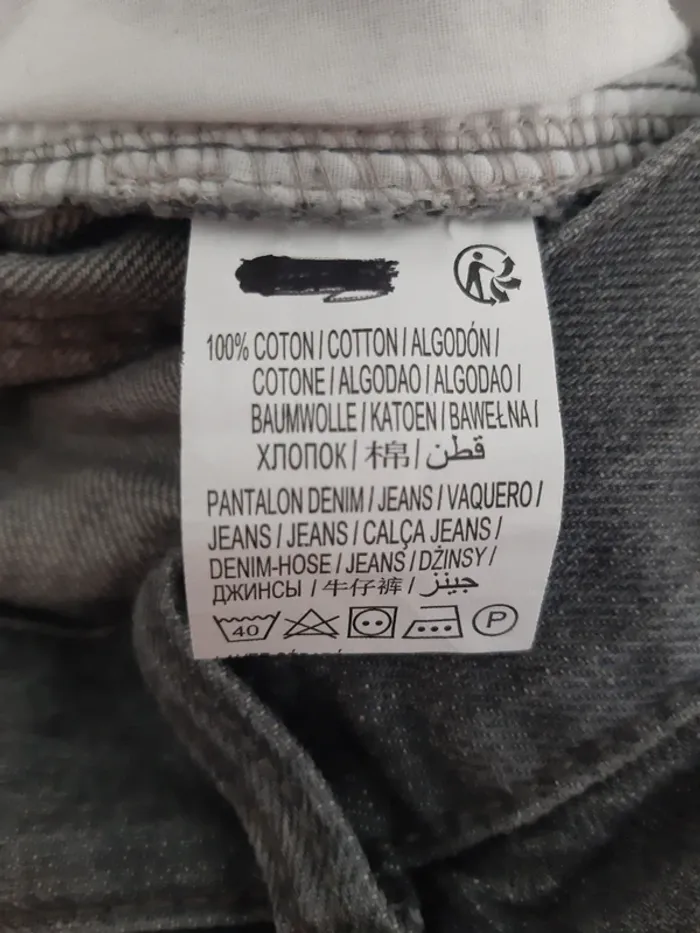 100% COTON / COTTON / ALGODÓN /
COTONE / ALGODAO / ALGODAO /
BAUMWOLLE / KATOEN / BAWEŁNA /
ХЛОПОК / 棉 / قطن
PANTALON DENIM / JEANS / VAQUERO /
JEANS / JEANS / CALÇA JEANS /
DENIM-HOSE / JEANS / DŻINSY /
ДЖИНСЫ / 牛仔裤 / جينز
40 P